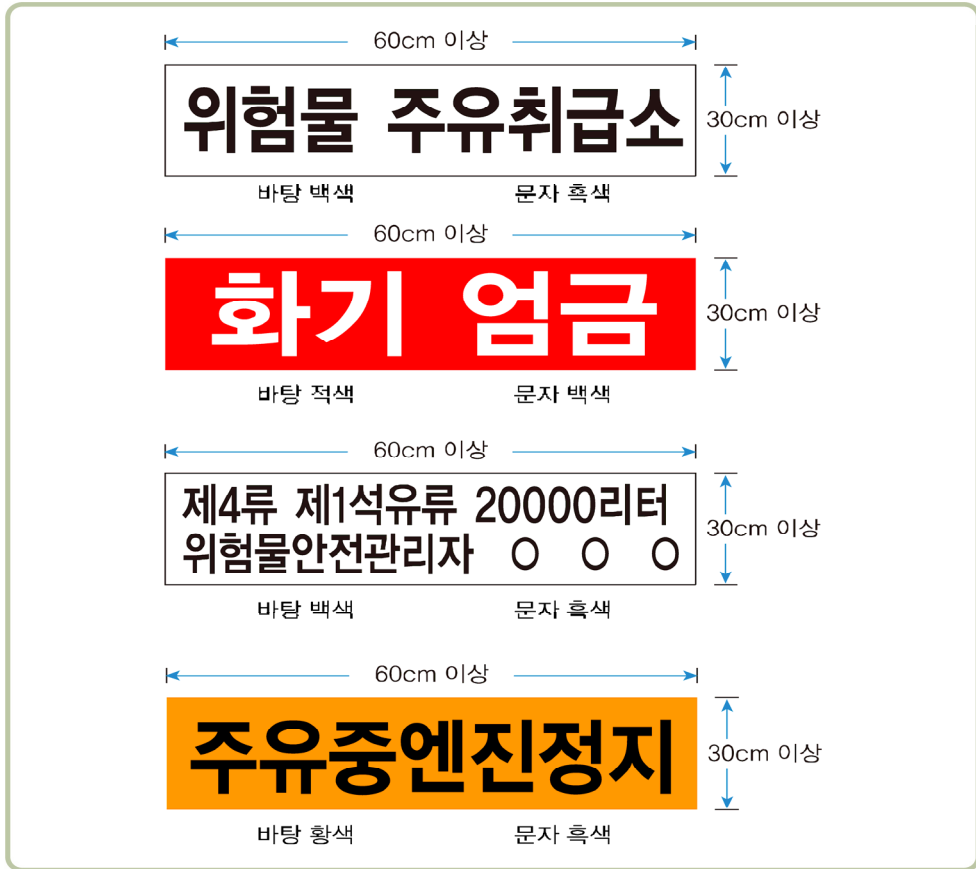 60cm 이상
위험물 주유취급소
30cm 이상
바탕 백색 문자 흑색
60cm 이상
화기 엄금
30cm 이상
바탕 적색 문자 백색
60cm 이상
제4류 제1석유류 20000리터
위험물안전관리자 ○ ○ ○
30cm 이상
바탕 백색 문자 흑색
60cm 이상
주유중엔진정지
30cm 이상
바탕 황색 문자 흑색